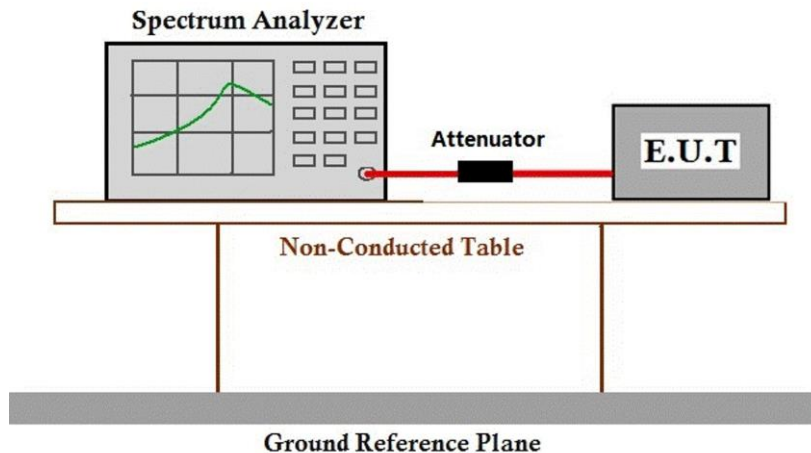 Spectrum Analyzer
Attenuator
E.U.T
Non-Conducted Table
Ground Reference Plane